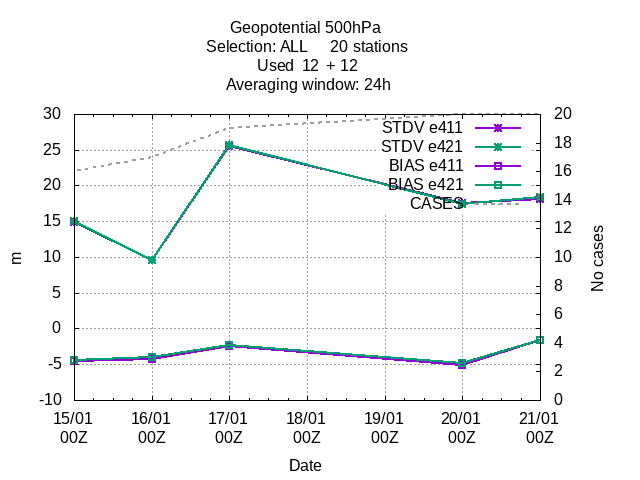 Geopotential 500hPa
Selection: ALL 20 stations
Used 12 + 12
Averaging window: 24h
30
25
20
15
10
5
0
-5
-10
m
20
18
16
14
12
10
8
6
4
2
0
No cases
STDV e411
STDV e421
BIAS e411
BIAS e421
CASES
15/01 16/01 17/01 18/01 19/01 20/01 21/01
00Z 00Z 00Z 00Z 00Z 00Z 00Z
Date